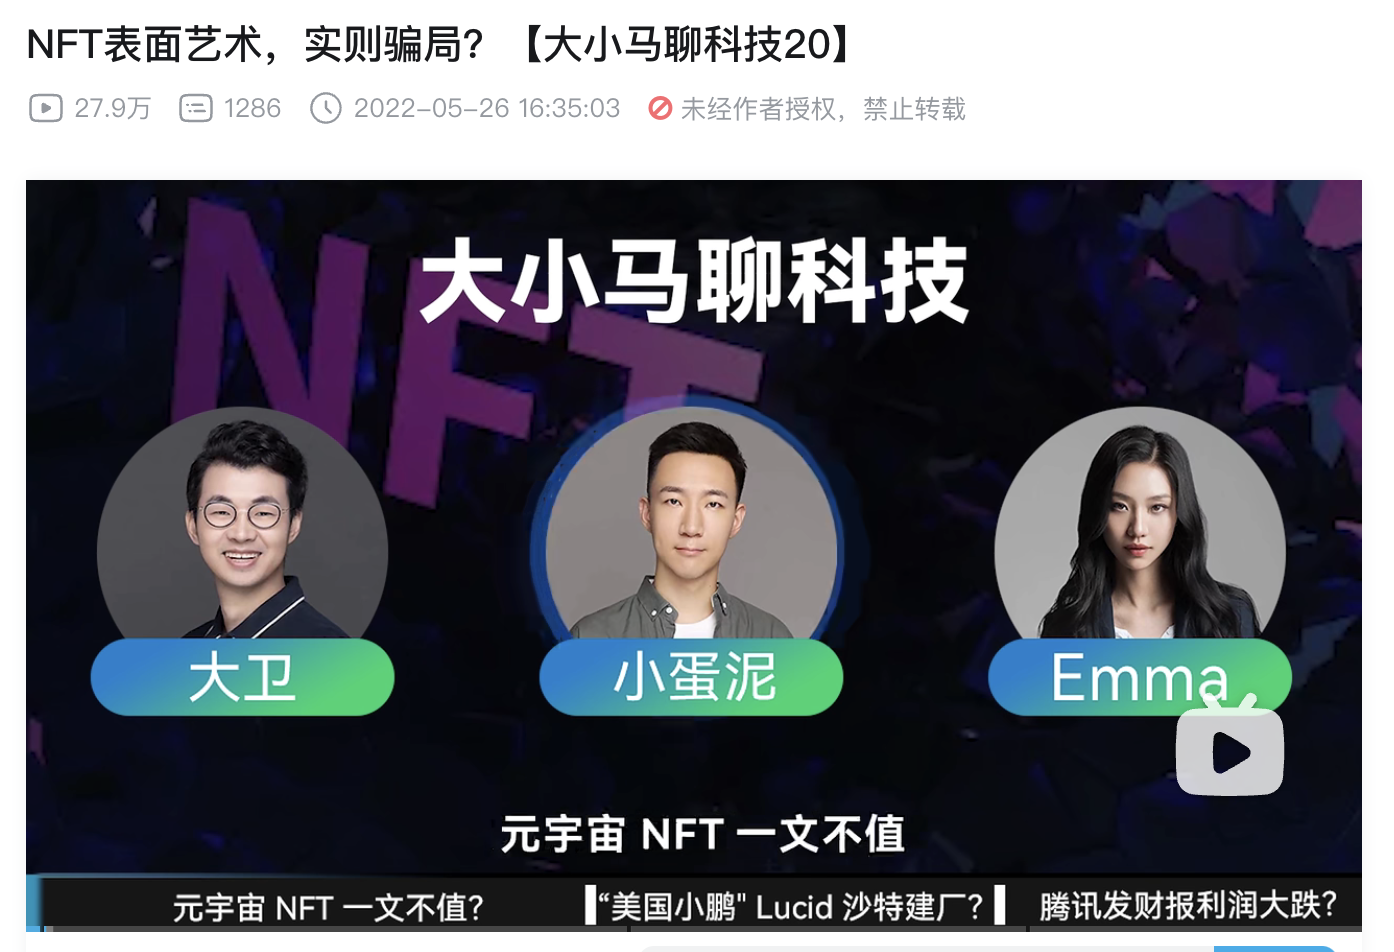 NFT表面艺术，实则骗局？【大小马聊科技20】
27.9万 1286 2022-05-26 16:35:03 未经作者授权，禁止转载
NFT
大小马聊科技
大卫 小蛋泥 Emma
元宇宙 NFT 一文不值
元宇宙 NFT 一文不值？ “美国小鹏" Lucid 沙特建厂？ 腾讯发财报利润大跌？